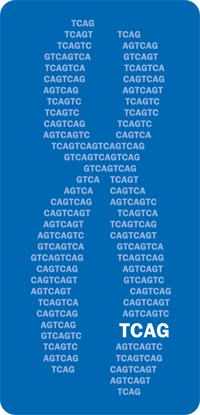 TCAG
TCAGT TCAG
TCAGTC AGTCAG
GTCAGTCA GTCAGT
TCAGTCA TCAGTCA
CAGTCAG CAGTCAG
AGTCAG AGTCAGT
TCAGTC TCAGTC
TCAGTC TCAGTC
CAGTCAG TCAGTC
AGTCAGTC CAGTCA
TCAGTCAGTCAGTCAG
GTCAGTCAGTCAG
GTCAGTCAG
GTCA TCAGT
AGTCA CAGTCA
CAGTCAG AGTCAGTC
CAGTCAGT TCAGTCA
AGTCAGT TCAGTCAG
AGTCAGTC CAGTCAGT
GTCAGTCA GTCAGTCA
GTCAGTCAG TCAGTCAG
CAGTCAG AGTCAGT
CAGTCAGT GTCAGTC
AGTCAGT CAGTCAG
TCAGTCA CAGTCAGT
CAGTCAG AGTCAGTC
AGTCAG TCAG
GTCAGTC
TCAGTC AGTCAGTC
AGTCAG TCAGTCAG
TCAG CAGTCAGT
AGTCAGT
TCAG